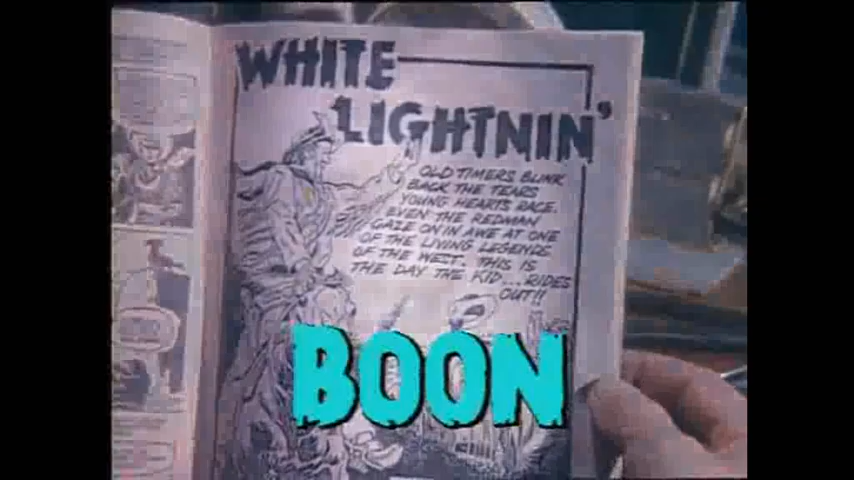 WHITE
LIGHTNIN'
OLD TIMERS BLINK
BACK THE TEARS
YOUNG HEARTS RACE.
EVEN THE REDMAN
GAZE ON IN AWE AT ONE
OF THE LIVING LEGENDS
OF THE WEST. THIS IS
THE DAY THE KID... RIDES
OUT!!
BOON